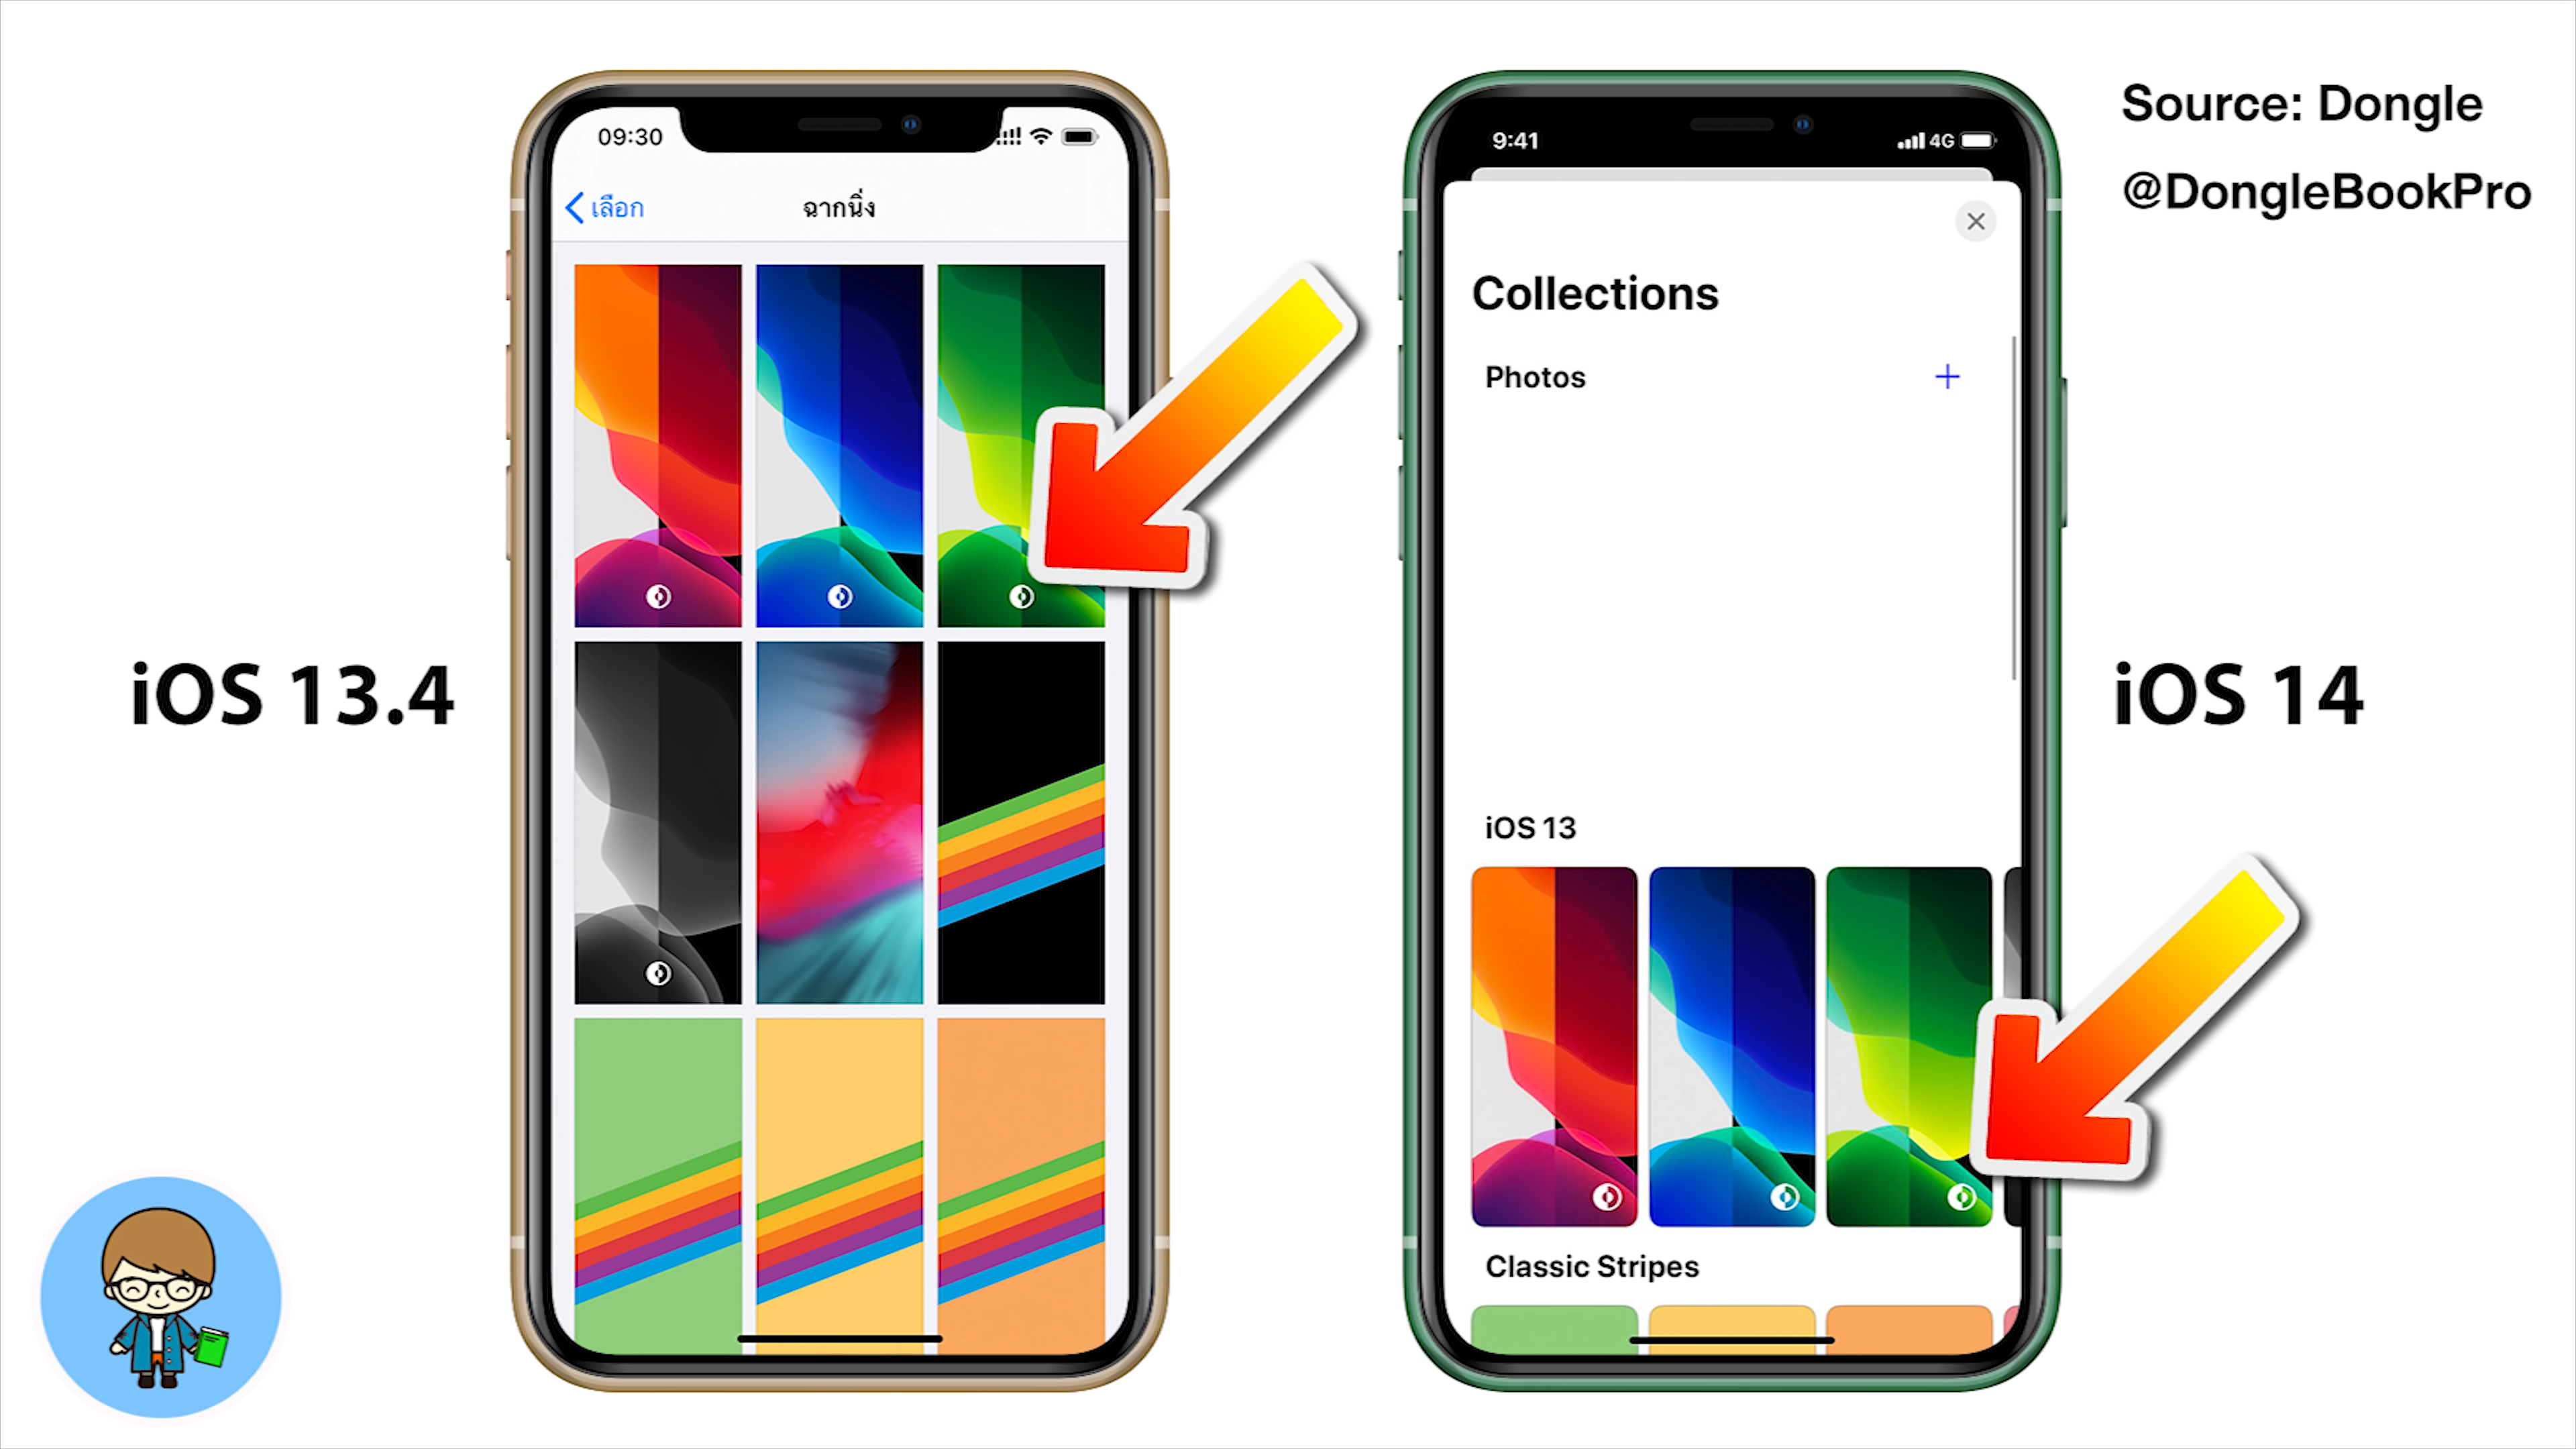 Source: Dongle
@DongleBookPro
09:30
เลือก
ฉากนิ่ง
iOS 13.4
9:41
4G
Collections
Photos
iOS 13
Classic Stripes
iOS 14